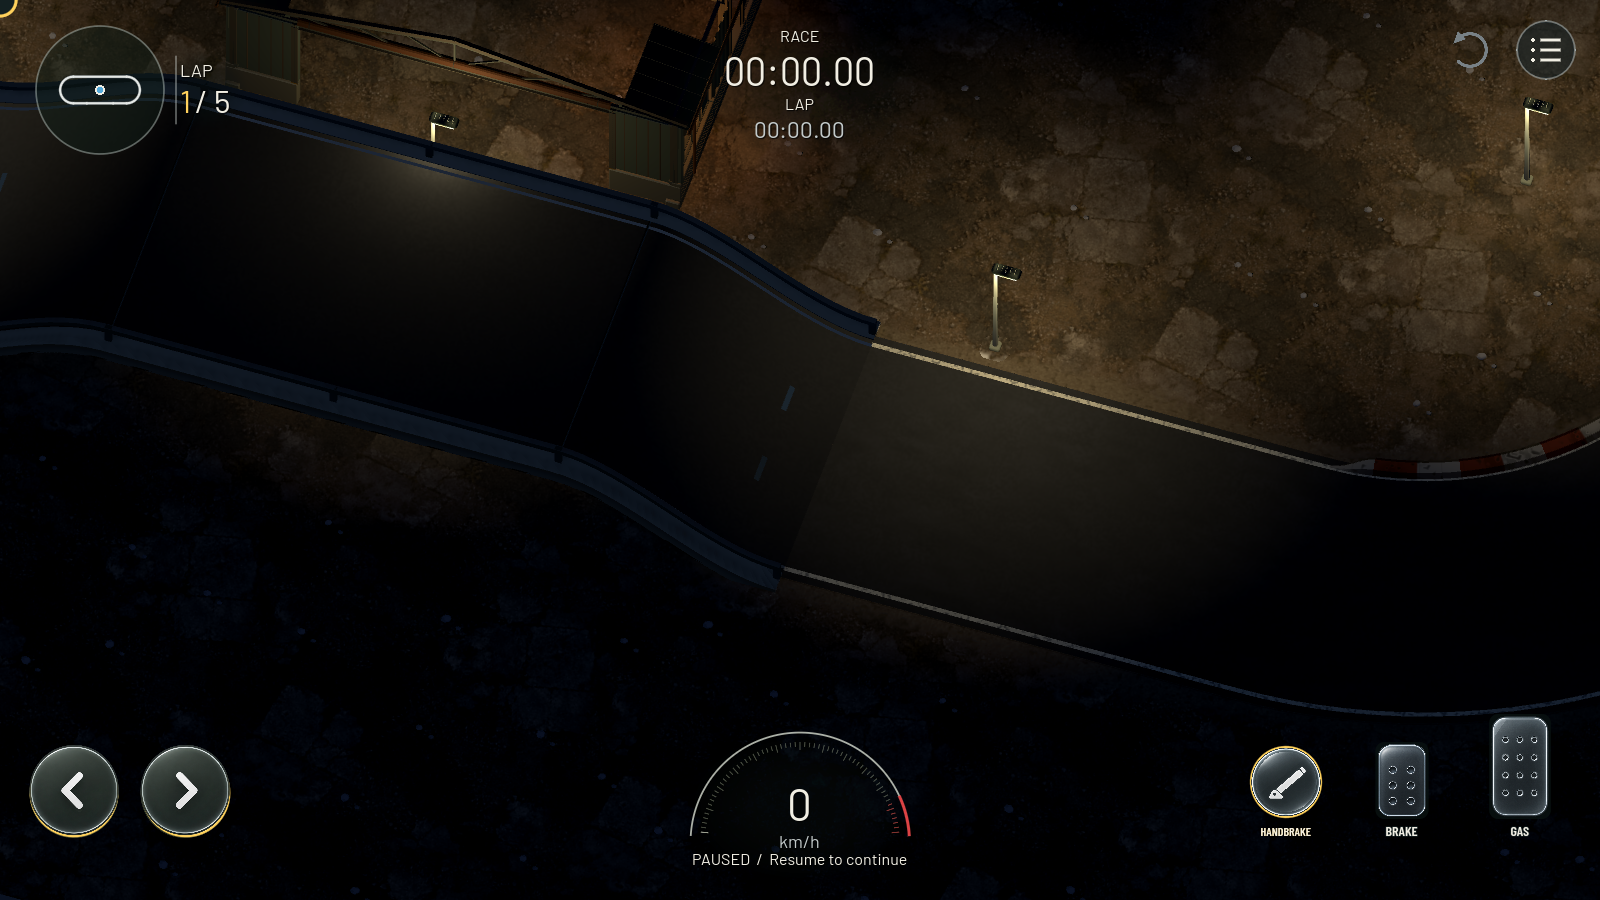 LAP
1 / 5
RACE
00:00.00
LAP
00:00.00
0
km/h
PAUSED / Resume to continue
HANDBRAKE
BRAKE
GAS